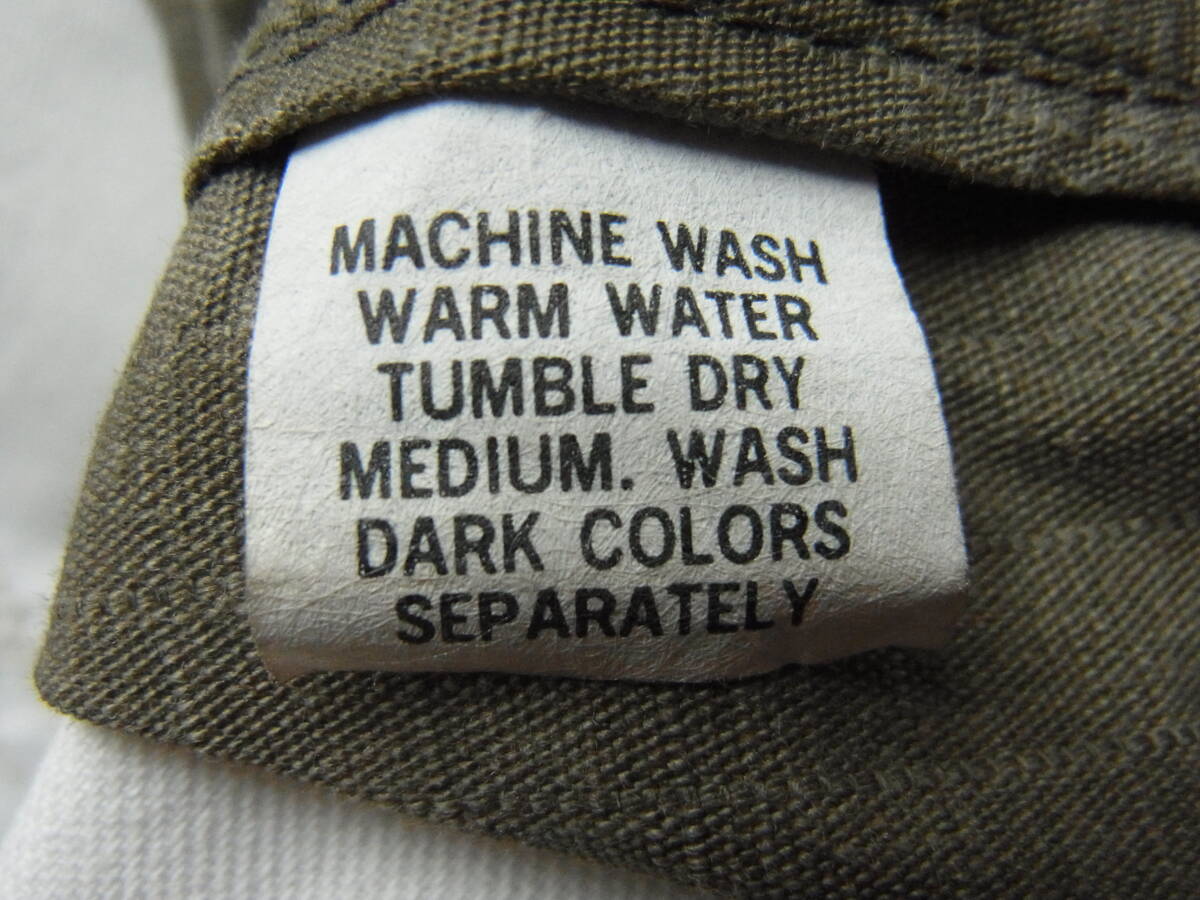 MACHINE WASH
WARM WATER
TUMBLE DRY
MEDIUM. WASH
DARK COLORS
SEPARATELY